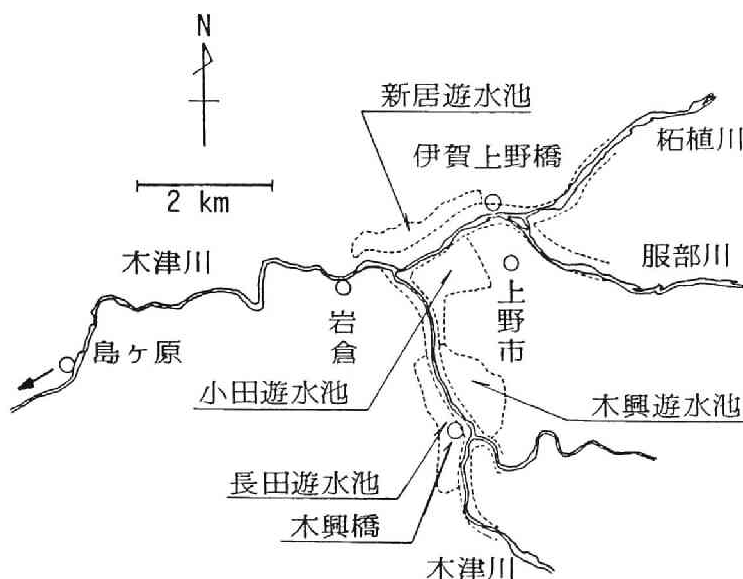 N
2 km
新居遊水池
伊賀上野橋
柘植川
木津川
服部川
岩倉
上野市
島ヶ原
小田遊水池
木興遊水池
長田遊水池
木興橋
木津川